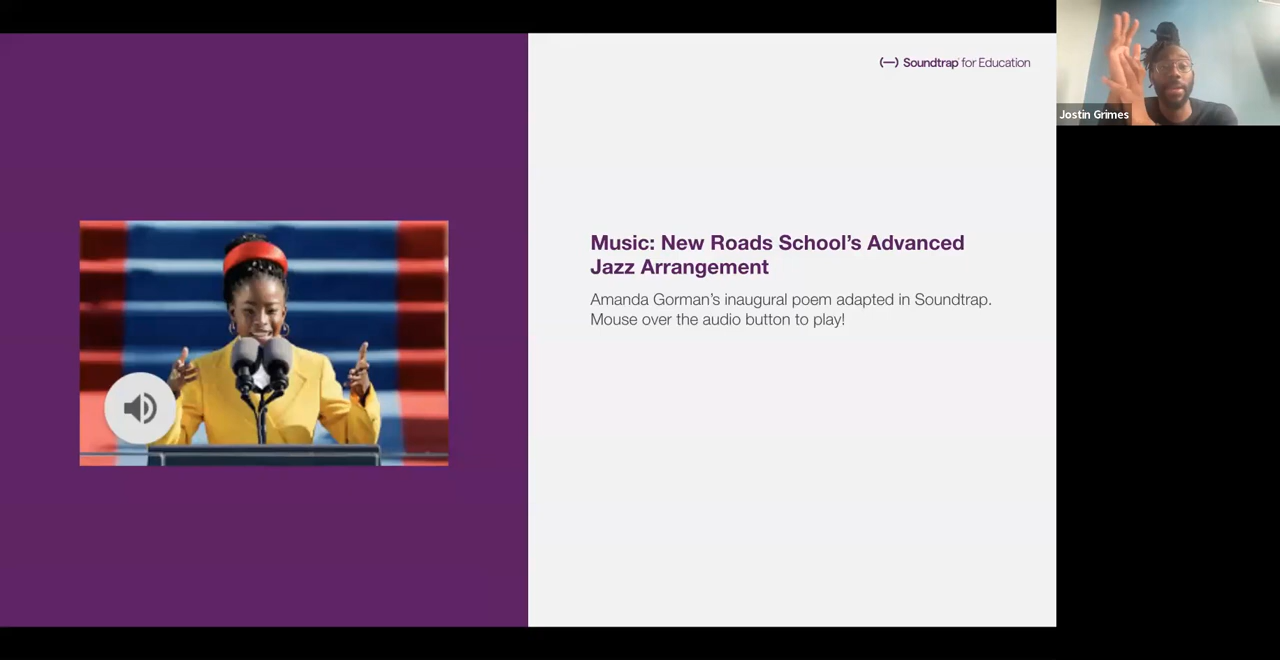 (—) Soundtrap for Education
Jostin Grimes
Music: New Roads School’s Advanced
Jazz Arrangement
Amanda Gorman’s inaugural poem adapted in Soundtrap.
Mouse over the audio button to play!